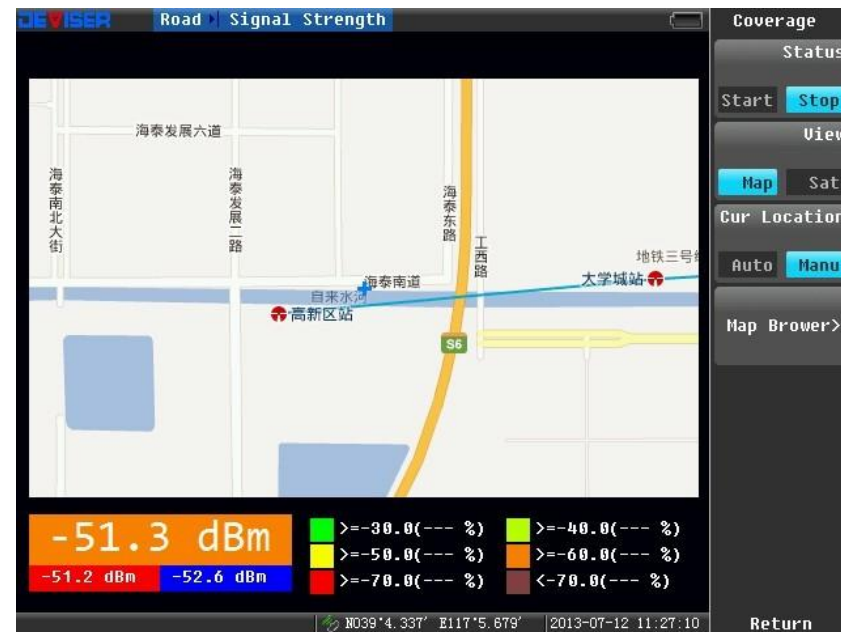 DEVISER Road Signal Strength
Coverage
Status
Start Stop
View
Map Sat
Cur Location
Auto Manu
Map Brower>
Return
海泰发展六道
海泰南北大街
海泰发展二路
海泰东路
工西路
地铁三号
大学城站
海泰南道
自来水河
高新区站
S6
-51.3 dBm
-51.2 dBm -52.6 dBm
>=-30.0(--- %) >=-40.0(--- %)
>=-50.0(--- %) >=-60.0(--- %)
>=-70.0(--- %) <-70.0(--- %)
N039°4.337′ E117°5.679′ 2013-07-12 11:27:10